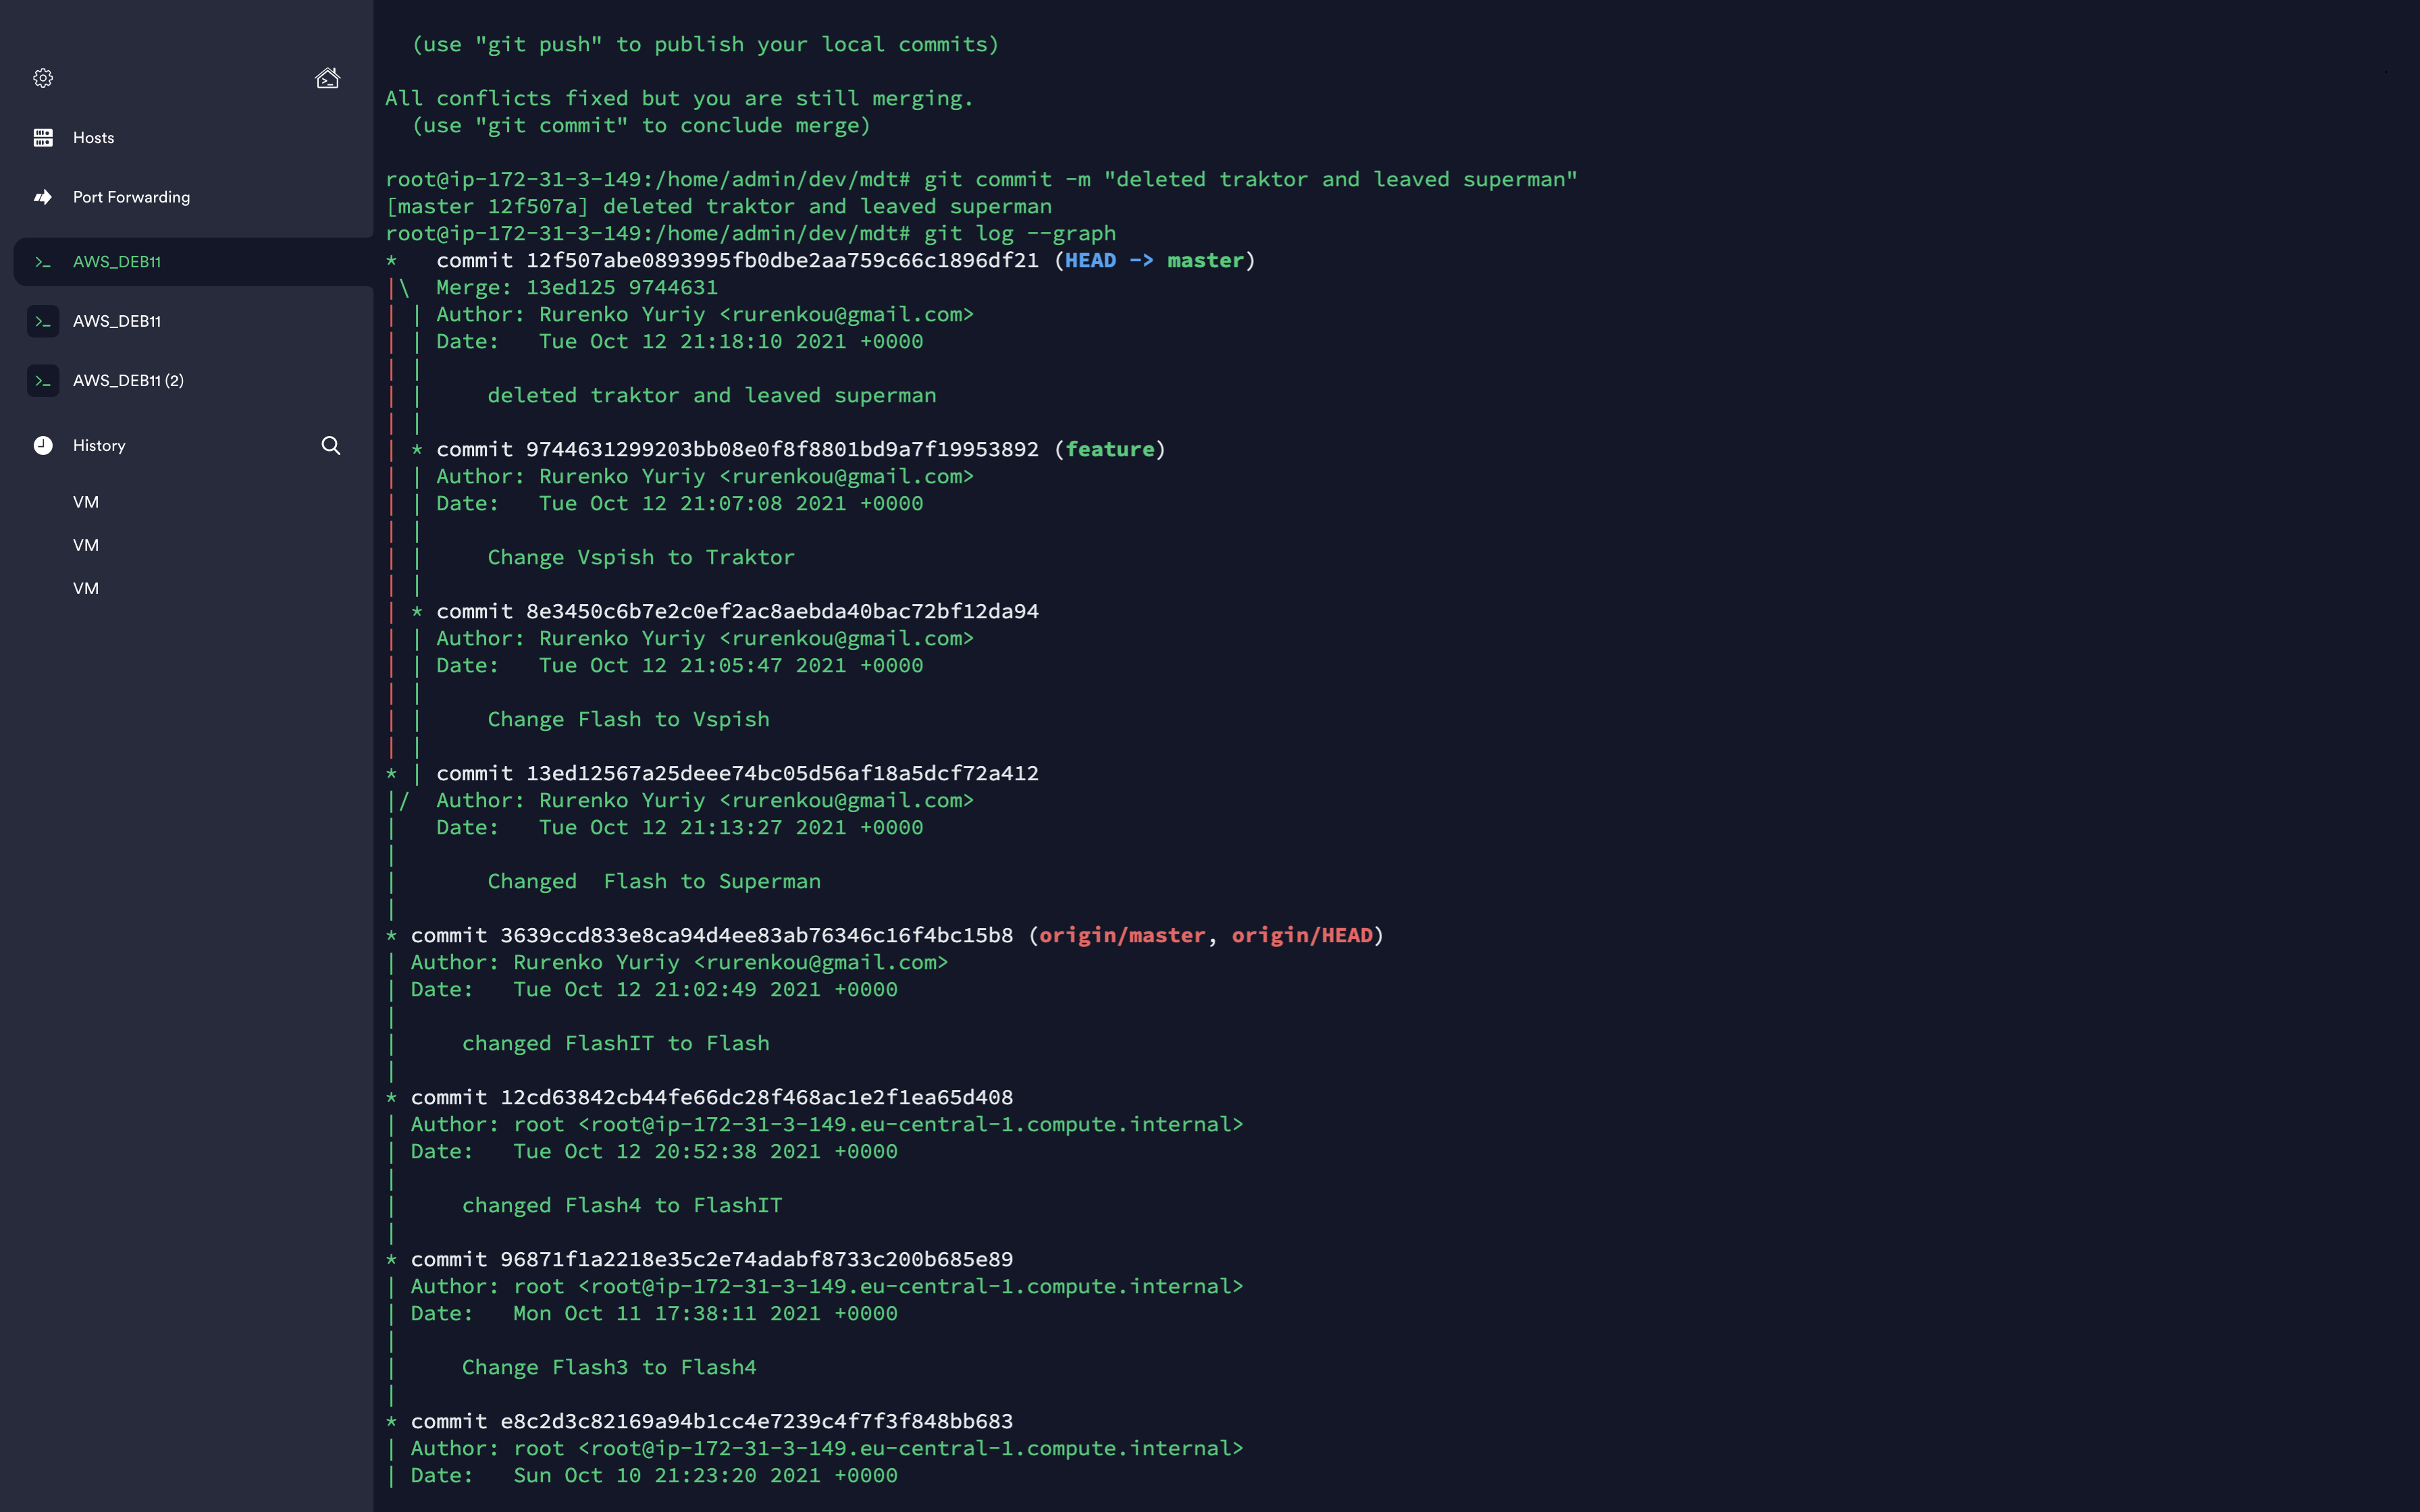 Hosts
Port Forwarding
AWS_DEB11
AWS_DEB11
AWS_DEB11 (2)
History
VM
VM
VM
(use "git push" to publish your local commits)
All conflicts fixed but you are still merging.
(use "git commit" to conclude merge)
root@ip-172-31-3-149:/home/admin/dev/mdt# git commit -m "deleted traktor and leaved superman"
[master 12f507a] deleted traktor and leaved superman
root@ip-172-31-3-149:/home/admin/dev/mdt# git log --graph
*   commit 12f507abe0893995fb0dbe2aa759c66c1896df21 (HEAD -> master)
|\  Merge: 13ed125 9744631
| | Author: Rurenko Yuriy <rurenkou@gmail.com>
| | Date:   Tue Oct 12 21:18:10 2021 +0000
| |
| |     deleted traktor and leaved superman
| |
| * commit 9744631299203bb08e0f8f8801bd9a7f19953892 (feature)
| | Author: Rurenko Yuriy <rurenkou@gmail.com>
| | Date:   Tue Oct 12 21:07:08 2021 +0000
| |
| |     Change Vspish to Traktor
| |
| * commit 8e3450c6b7e2c0ef2ac8aebda40bac72bf12da94
| | Author: Rurenko Yuriy <rurenkou@gmail.com>
| | Date:   Tue Oct 12 21:05:47 2021 +0000
| |
| |     Change Flash to Vspish
| |
* | commit 13ed12567a25deee74bc05d56af18a5dcf72a412
|/  Author: Rurenko Yuriy <rurenkou@gmail.com>
|   Date:   Tue Oct 12 21:13:27 2021 +0000
|
|       Changed  Flash to Superman
|
* commit 3639ccd833e8ca94d4ee83ab76346c16f4bc15b8 (origin/master, origin/HEAD)
| Author: Rurenko Yuriy <rurenkou@gmail.com>
| Date:   Tue Oct 12 21:02:49 2021 +0000
|
|     changed FlashIT to Flash
|
* commit 12cd63842cb44fe66dc28f468ac1e2f1ea65d408
| Author: root <root@ip-172-31-3-149.eu-central-1.compute.internal>
| Date:   Tue Oct 12 20:52:38 2021 +0000
|
|     changed Flash4 to FlashIT
|
* commit 96871f1a2218e35c2e74adabf8733c200b685e89
| Author: root <root@ip-172-31-3-149.eu-central-1.compute.internal>
| Date:   Mon Oct 11 17:38:11 2021 +0000
|
|     Change Flash3 to Flash4
|
* commit e8c2d3c82169a94b1cc4e7239c4f7f3f848bb683
| Author: root <root@ip-172-31-3-149.eu-central-1.compute.internal>
| Date:   Sun Oct 10 21:23:20 2021 +0000